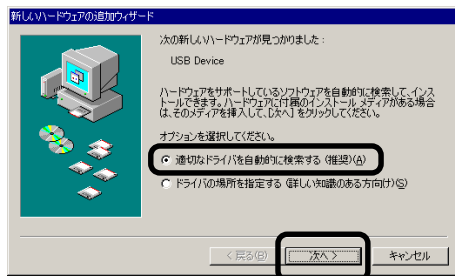 新しいハードウェアの追加ウィザード
次の新しいハードウェアが見つかりました：
USB Device
ハードウェアをサポートしているソフトウェアを自動的に検索して、インス
トールできます。ハードウェアに付属のインストール メディアがある場合
は、そのメディアを挿入して、[次へ] をクリックしてください。
オプションを選択してください。
適切なドライバを自動的に検索する (推奨)(A)
ドライバの場所を指定する (詳しい知識のある方向け)(S)
< 戻る(B)
次へ >
キャンセル